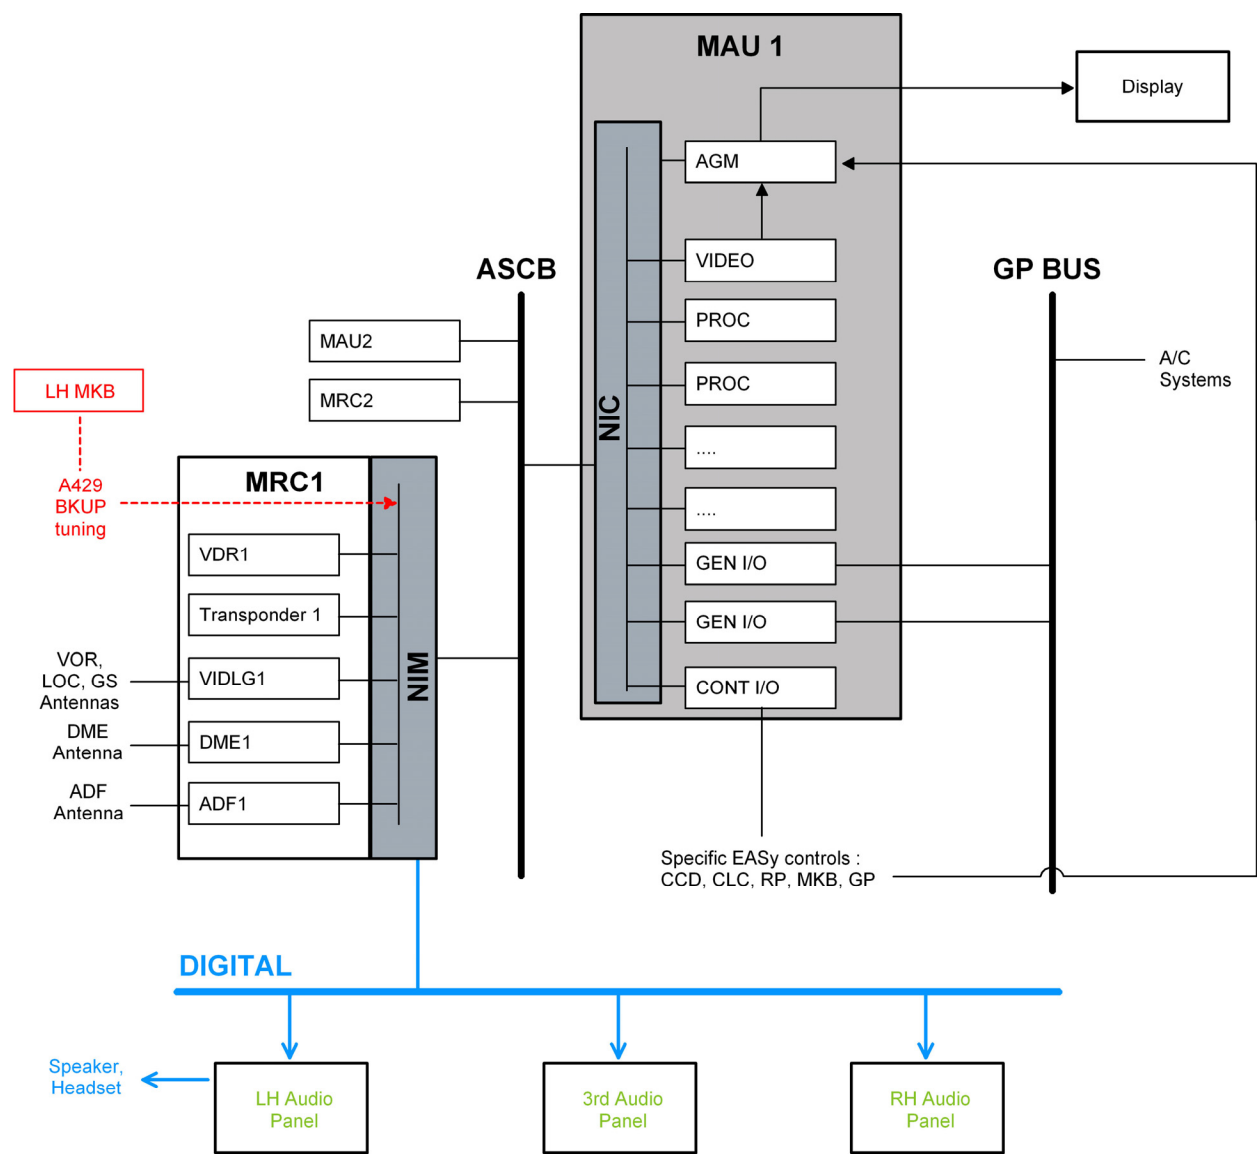 MAU 1
Display
AGM
VIDEO
PROC
PROC
....
....
GEN I/O
GEN I/O
CONT I/O
NIC
ASCB
GP BUS
A/C
Systems
MAU2
MRC2
LH MKB
A429
BKUP
tuning
MRC1
VDR1
Transponder 1
VIDLG1
DME1
ADF1
NIM
VOR,
LOC, GS
Antennas
DME
Antenna
ADF
Antenna
Specific EASy controls :
CCD, CLC, RP, MKB, GP
DIGITAL
Speaker,
Headset
LH Audio
Panel
3rd Audio
Panel
RH Audio
Panel